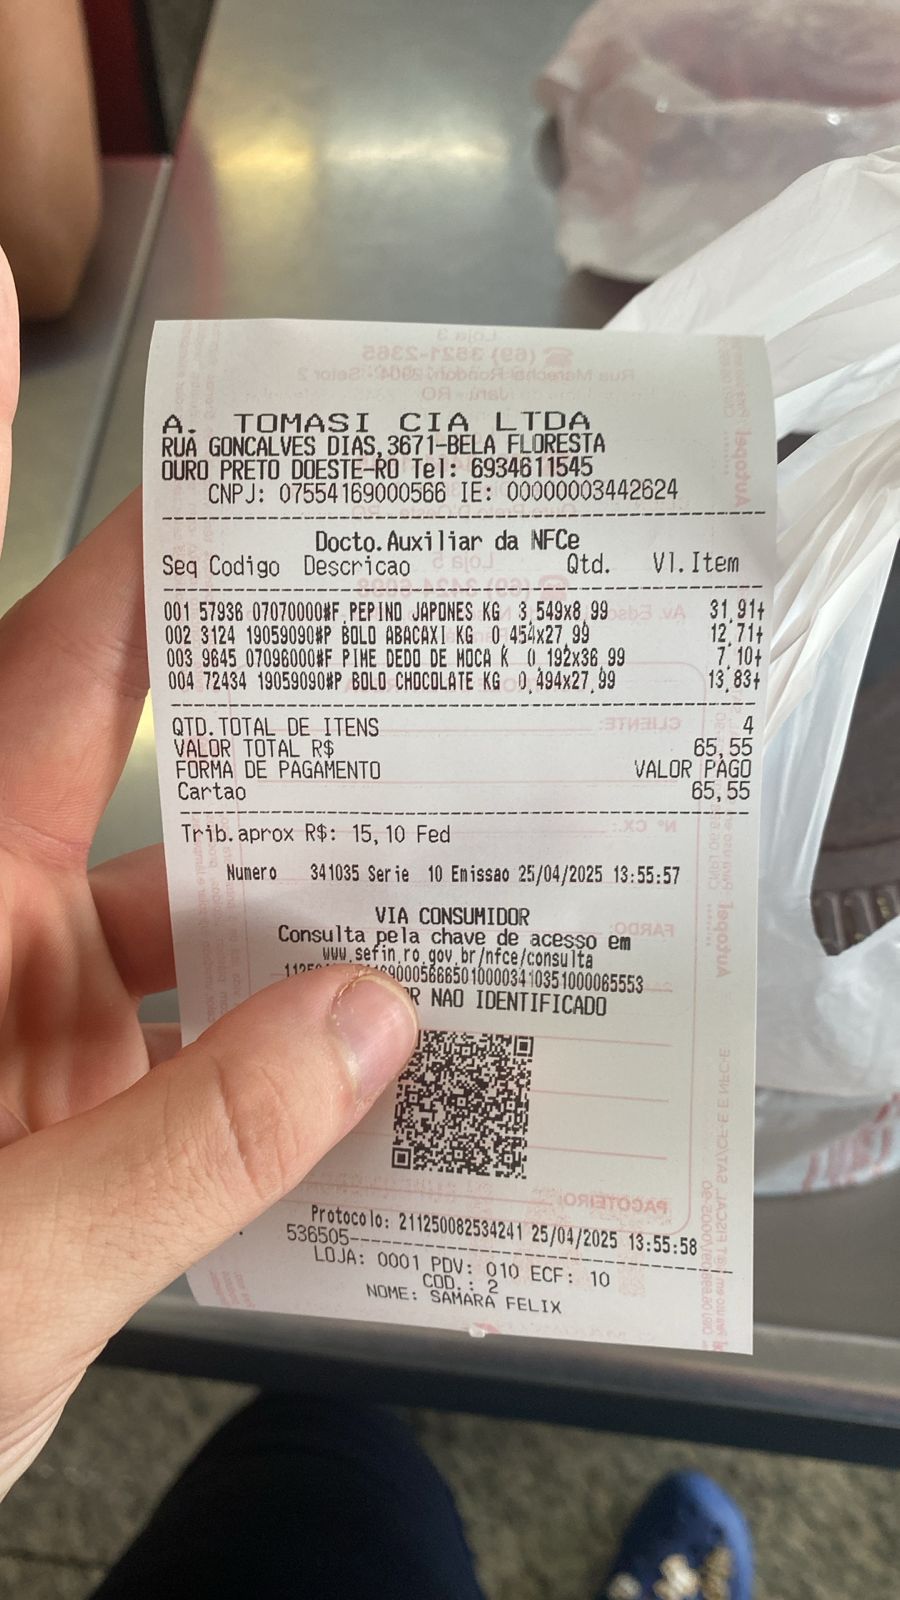 A. TOMASI CIA LTDA
RUA GONCALVES DIAS,3671-BELA FLORESTA
OURO PRETO DOESTE-RO Tel: 6934611545
CNPJ: 07554169000566 IE: 00000003442624
Docto.Auxiliar da NFCe
Seq Codigo Descricao Qtd. Vl.Item
001 57936 07070000#F PEPINO JAPONES KG 3,549x8,99 31,91+
002 3124 19059090#P BOLO ABACAXI KG 0,454x27,99 12,71+
003 9645 07096000#F PIME DEDO DE MOCA K 0,192x36,99 7,10+
004 72434 19059090#P BOLO CHOCOLATE KG 0,494x27,99 13,83+
QTD.TOTAL DE ITENS 4
VALOR TOTAL R$ 65,55
FORMA DE PAGAMENTO VALOR PAGO
Cartao 65,55
Trib.aprox R$: 15,10 Fed
Numero 341035 Serie 10 Emissao 25/04/2025 13:55:57
VIA CONSUMIDOR
Consulta pela chave de acesso em
www.sefin.ro.gov.br/nfce/consulta
NAO IDENTIFICADO
Protocolo: 211250082534241 25/04/2025 13:55:58
536505
LOJA: 0001 PDV: 010 ECF: 10
COD.: 2
NOME: SAMARA FELIX